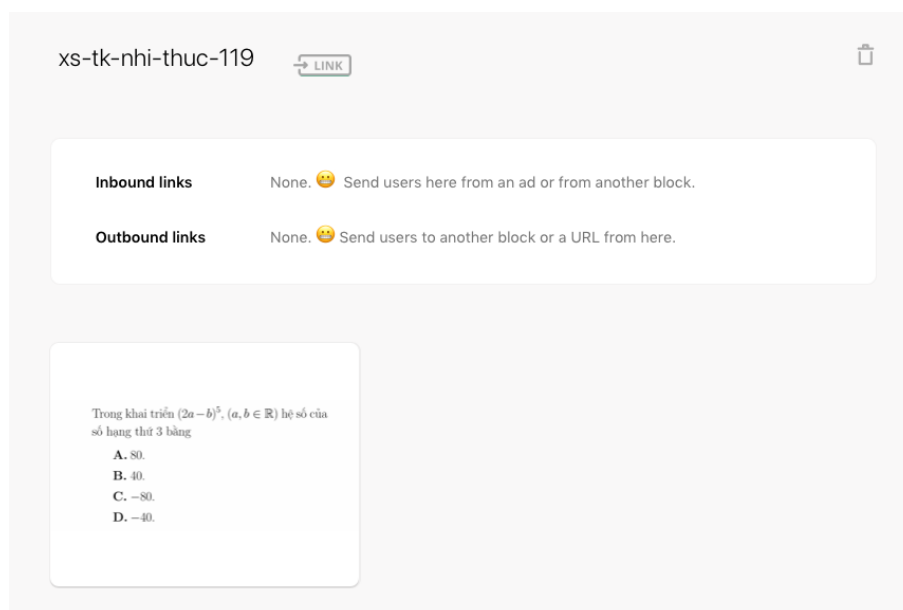 xs-tk-nhi-thuc-119
LINK
Inbound links None. 😬 Send users here from an ad or from another block.
Outbound links None. 😬 Send users to another block or a URL from here.
Trong khai triển (2a − b)⁵, (a, b ∈ ℝ) hệ số của
số hạng thứ 3 bằng
A. 80.
B. 40.
C. −80.
D. −40.